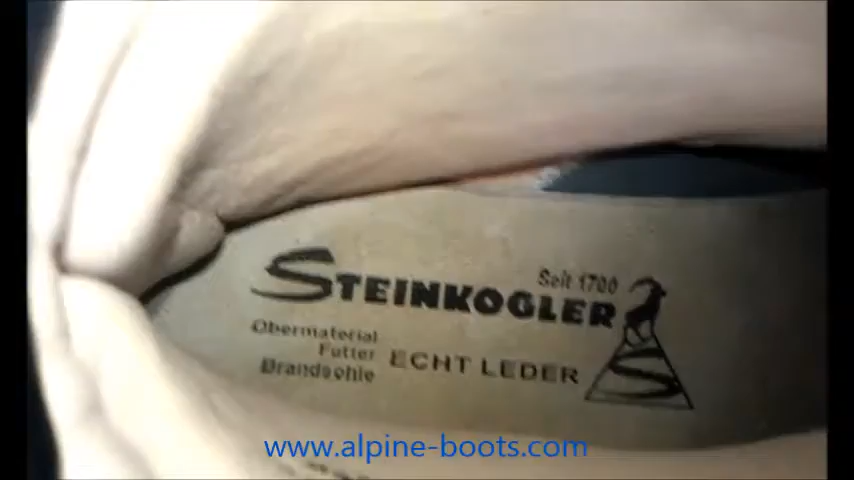 Seit 1700
STEINKOGLER
Obermaterial
Futter
Brandsohle
ECHT LEDER
www.alpine-boots.com